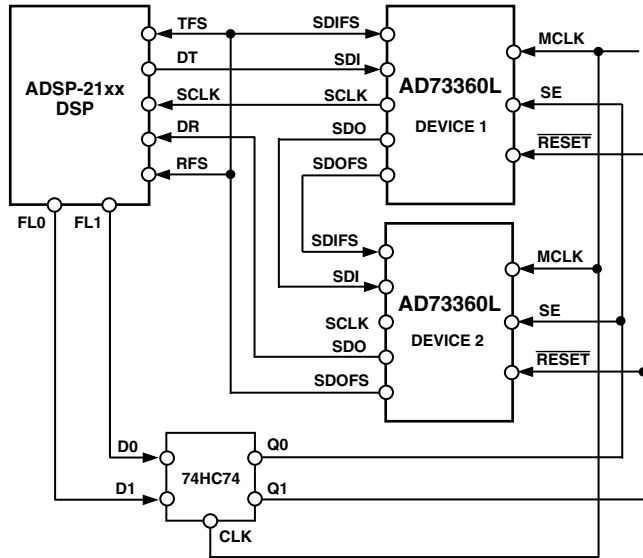 TFS
SDIFS
MCLK
DT
SDI
ADSP-21xx
DSP
AD73360L
SCLK
SCLK
SE
DR
SDO
DEVICE 1
RFS
SDOFS
RESET
FL0
FL1
SDIFS
MCLK
SDI
AD73360L
SCLK
SE
SDO
DEVICE 2
RESET
SDOFS
D0
Q0
74HC74
D1
Q1
CLK